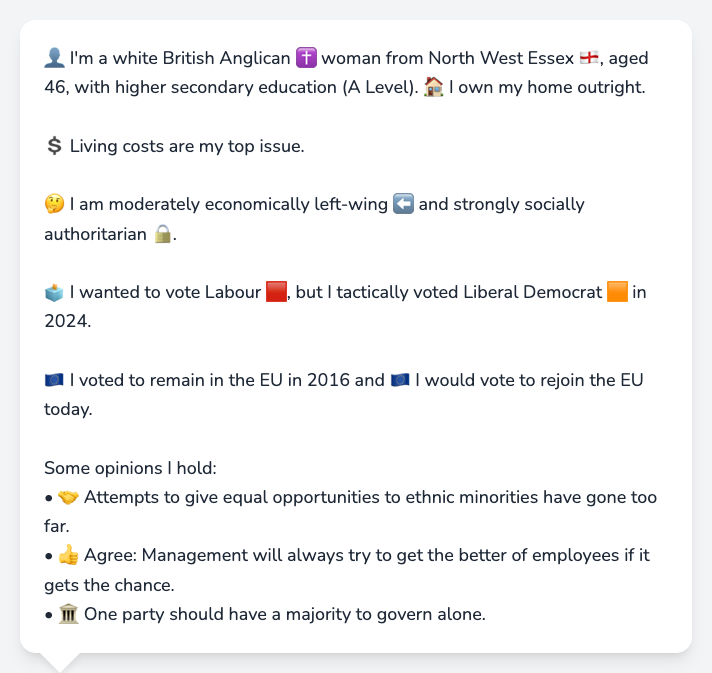 👤 I'm a white British Anglican ✝️ woman from North West Essex 🏴󠁧󠁢󠁥󠁮󠁧󠁿, aged
46, with higher secondary education (A Level). 🏠 I own my home outright.
💲 Living costs are my top issue.
🤔 I am moderately economically left-wing ⬅️ and strongly socially
authoritarian 🔒.
🗳️ I wanted to vote Labour 🟥, but I tactically voted Liberal Democrat 🟧 in
2024.
🇪🇺 I voted to remain in the EU in 2016 and 🇪🇺 I would vote to rejoin the EU
today.
Some opinions I hold:
• 🤝 Attempts to give equal opportunities to ethnic minorities have gone too
far.
• 👍 Agree: Management will always try to get the better of employees if it
gets the chance.
• 🏛️ One party should have a majority to govern alone.